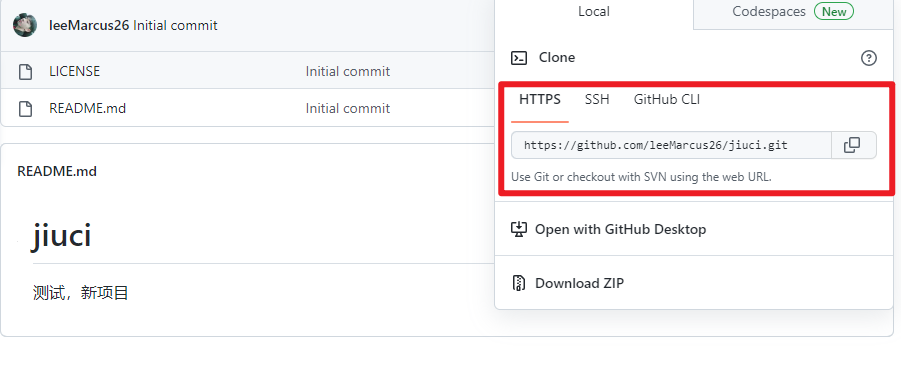 leeMarcus26 Initial commit
LICENSE Initial commit
README.md Initial commit
README.md
jiuci
测试，新项目
Local Codespaces New
Clone
HTTPS SSH GitHub CLI
https://github.com/leeMarcus26/jiuci.git
Use Git or checkout with SVN using the web URL.
Open with GitHub Desktop
Download ZIP